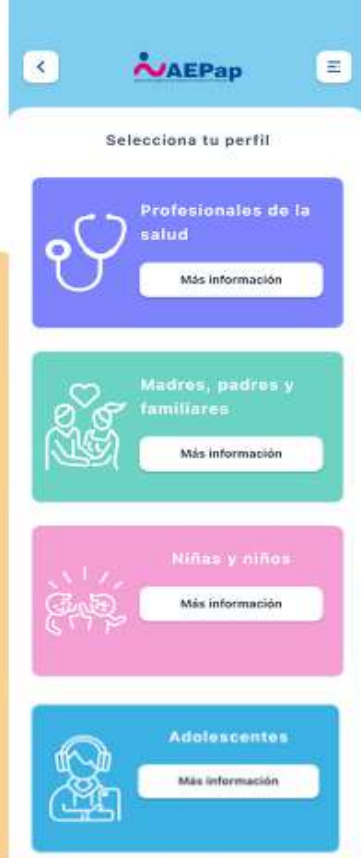 AEPap
Selecciona tu perfil
Profesionales de la
salud
Más información
Madres, padres y
familiares
Más información
Niñas y niños
Más información
Adolescentes
Más información